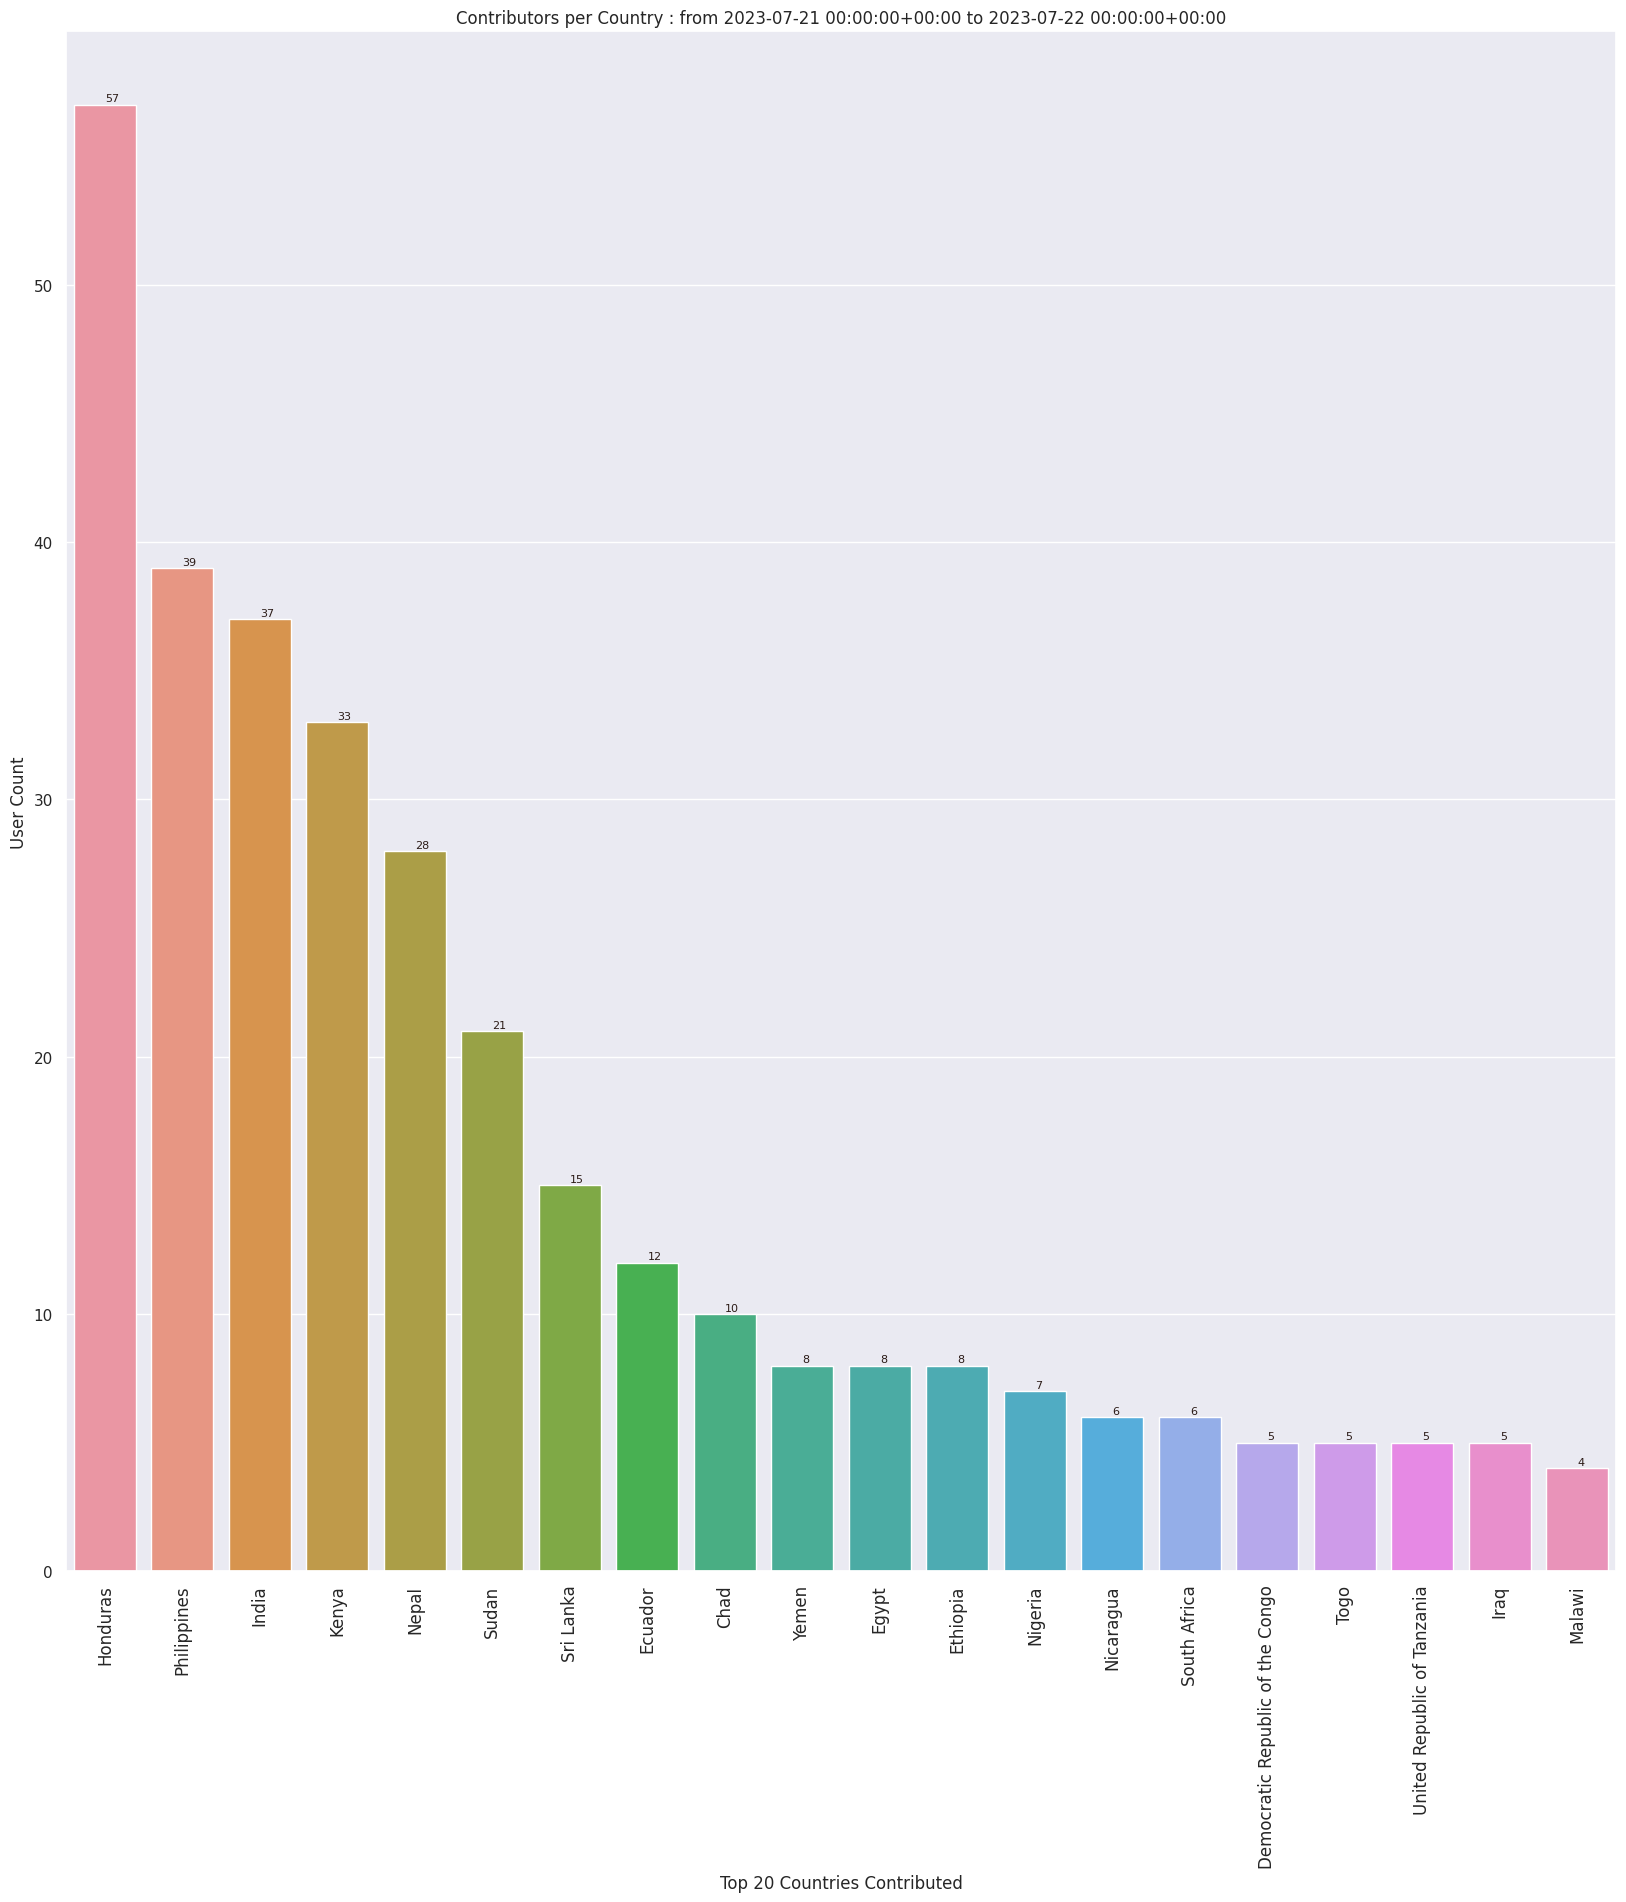 Contributors per Country : from 2023-07-21 00:00:00+00:00 to 2023-07-22 00:00:00+00:00
57
50
40
39
37
33
30
28
User Count
21
20
15
12
10
10
8
8
8
7
6
6
5
5
5
5
4
0
Honduras
Philippines
India
Kenya
Nepal
Sudan
Sri Lanka
Ecuador
Chad
Yemen
Egypt
Ethiopia
Nigeria
Nicaragua
South Africa
Democratic Republic of the Congo
Togo
United Republic of Tanzania
Iraq
Malawi
Top 20 Countries Contributed